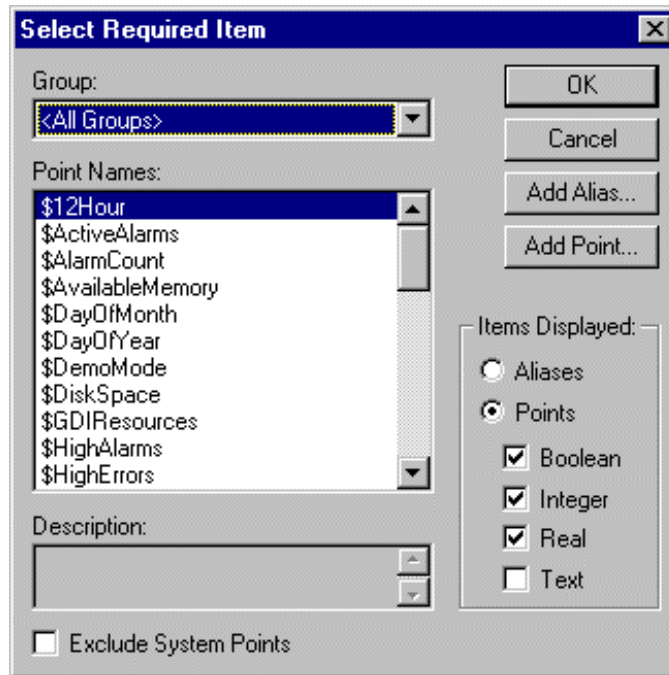 Select Required Item
Group:
<All Groups>
Point Names:
$12Hour
$ActiveAlarms
$AlarmCount
$AvailableMemory
$DayOfMonth
$DayOfYear
$DemoMode
$DiskSpace
$GDIResources
$HighAlarms
$HighErrors
Description:
Exclude System Points
OK
Cancel
Add Alias...
Add Point...
Items Displayed:
Aliases
Points
Boolean
Integer
Real
Text